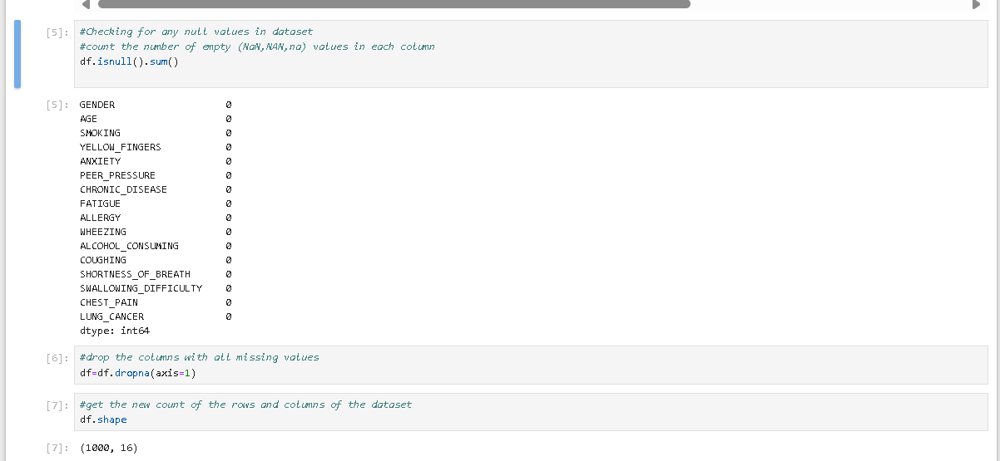 [5]: #Checking for any null values in dataset
#count the number of empty (NaN,NAN,na) values in each column
df.isnull().sum()
[5]: GENDER 0
AGE 0
SMOKING 0
YELLOW_FINGERS 0
ANXIETY 0
PEER_PRESSURE 0
CHRONIC_DISEASE 0
FATIGUE 0
ALLERGY 0
WHEEZING 0
ALCOHOL_CONSUMING 0
COUGHING 0
SHORTNESS_OF_BREATH 0
SWALLOWING_DIFFICULTY 0
CHEST_PAIN 0
LUNG_CANCER 0
dtype: int64
[6]: #drop the columns with all missing values
df=df.dropna(axis=1)
[7]: #get the new count of the rows and columns of the dataset
df.shape
[7]: (1000, 16)